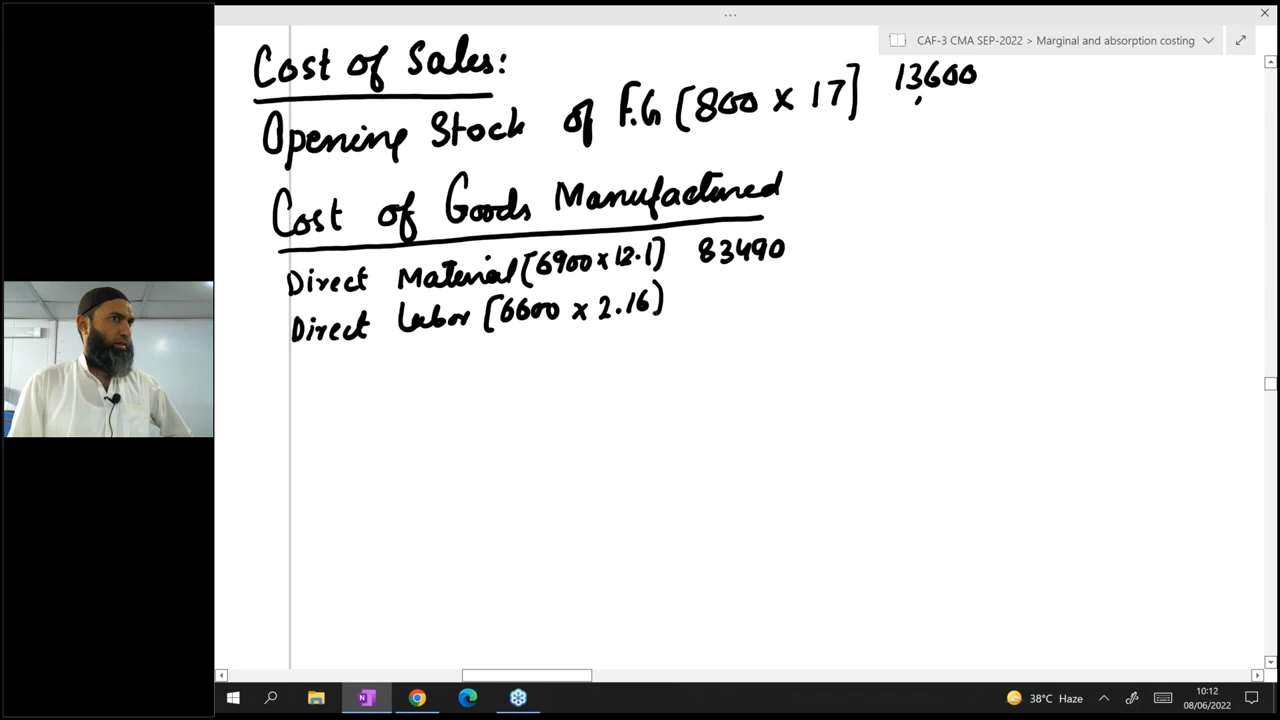 CAF-3 CMA SEP-2022 > Marginal and absorption costing
Cost of Sales:
Opening Stock of F.G [800 x 17] 13,600
Cost of Goods Manufactured
Direct Material [6900 x 12.1] 83490
Direct Labor [6600 x 2.16]
38°C Haze
10:12
08/06/2022